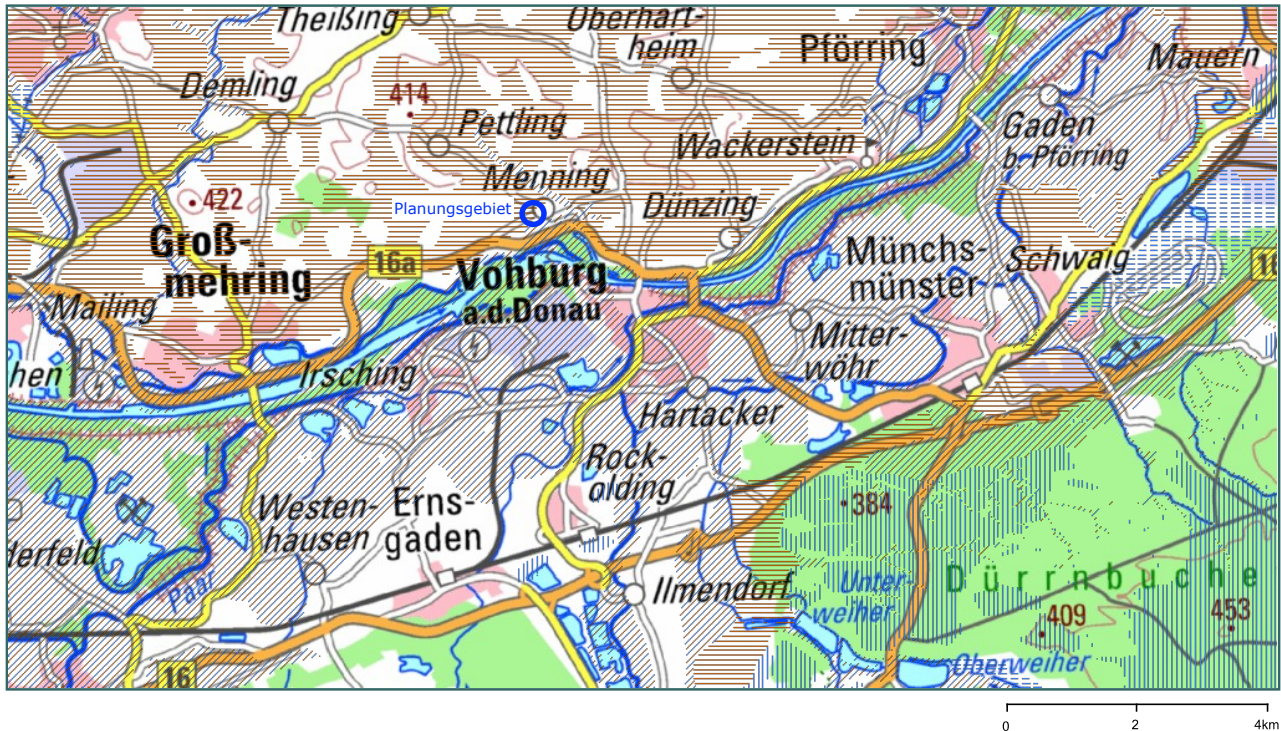 Theißing
Oberhart-
heim
Pförring
Mauern
Demling
414
Pettling
Gaden
b. Pförring
Wackerstein
Menning
422
Planungsgebiet
Dünzing
Groß-
mehring
16a
Vohburg
a.d.Donau
Münchs-
münster
Schwaig
16
Mailing
Mitter-
wöhr
hen
Irsching
Hartacker
Rock-
olding
Westen-
hausen
Erns-
gaden
384
derfeld
Paar
Ilmendorf
Unter-
weiher
Dürrnbuche
409
453
Oberweiher
16
0
2
4km